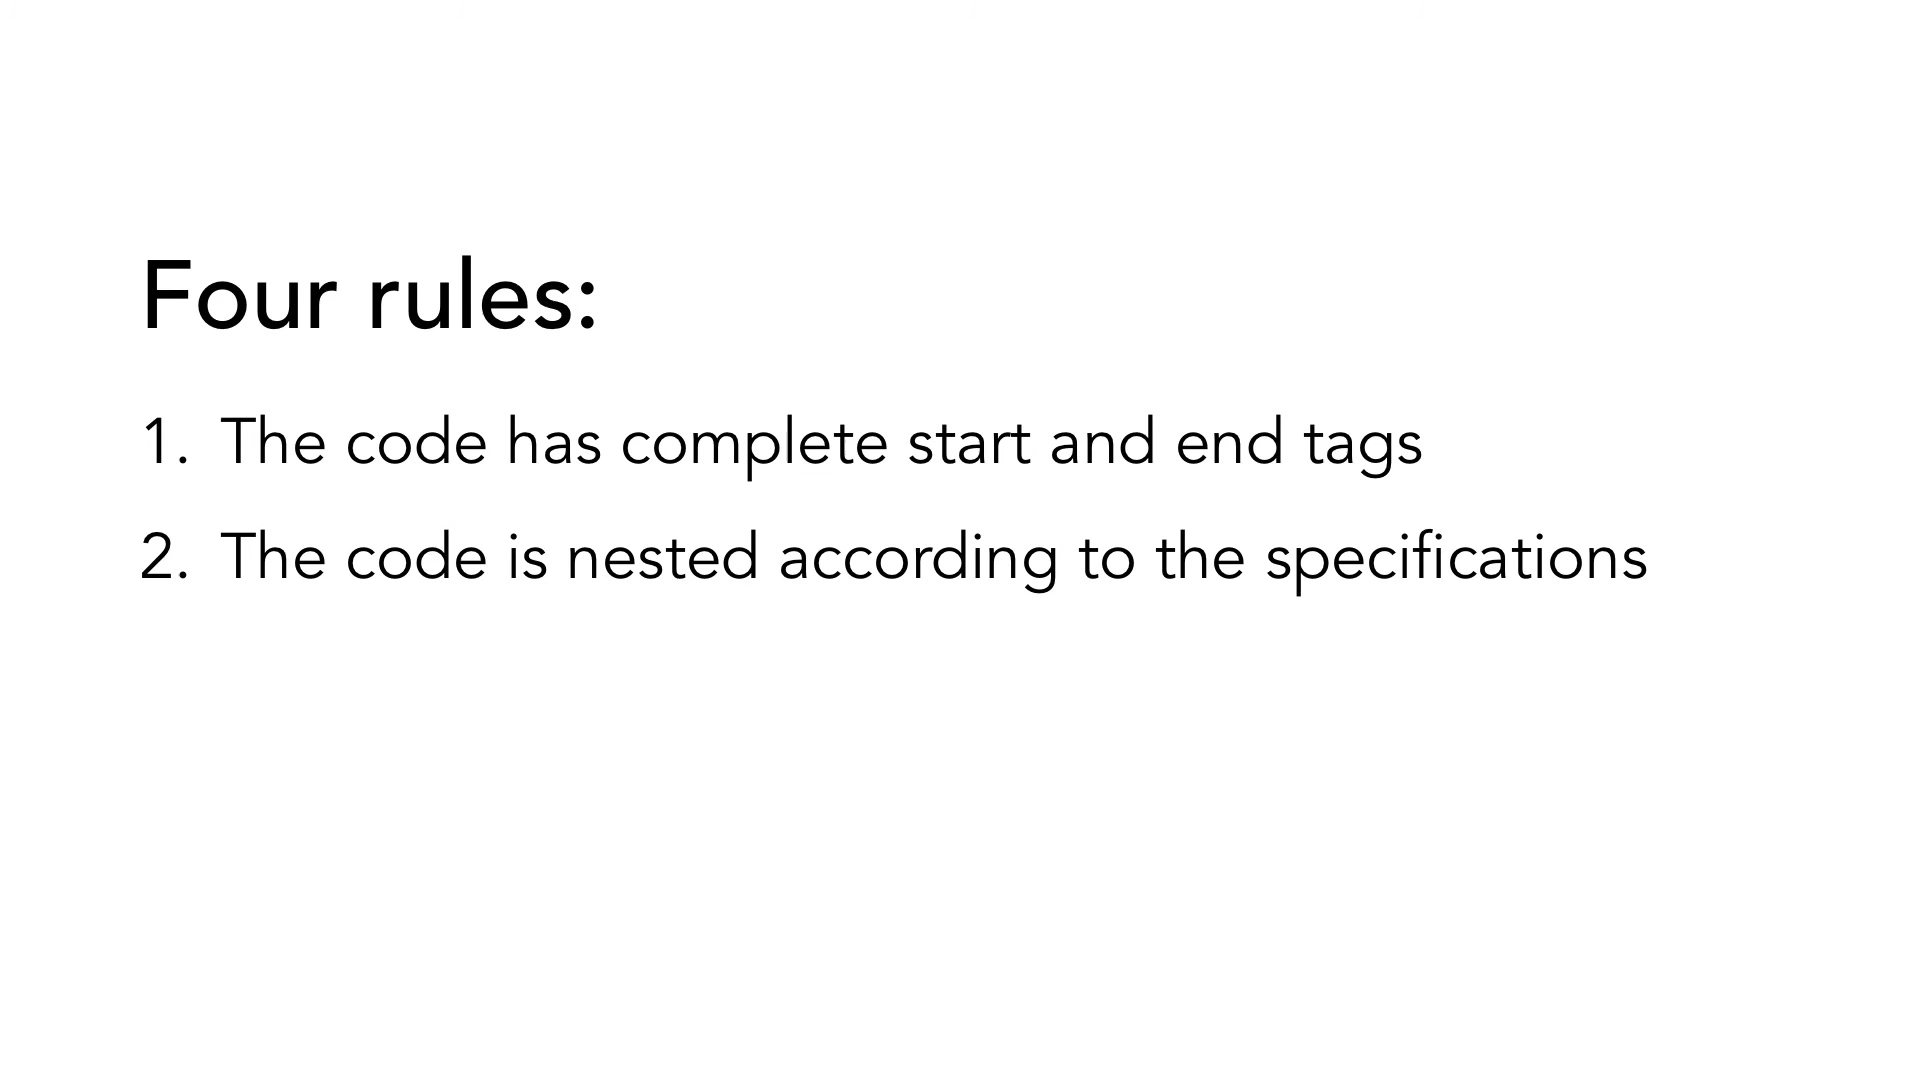 Four rules:
1. The code has complete start and end tags
2. The code is nested according to the specifications